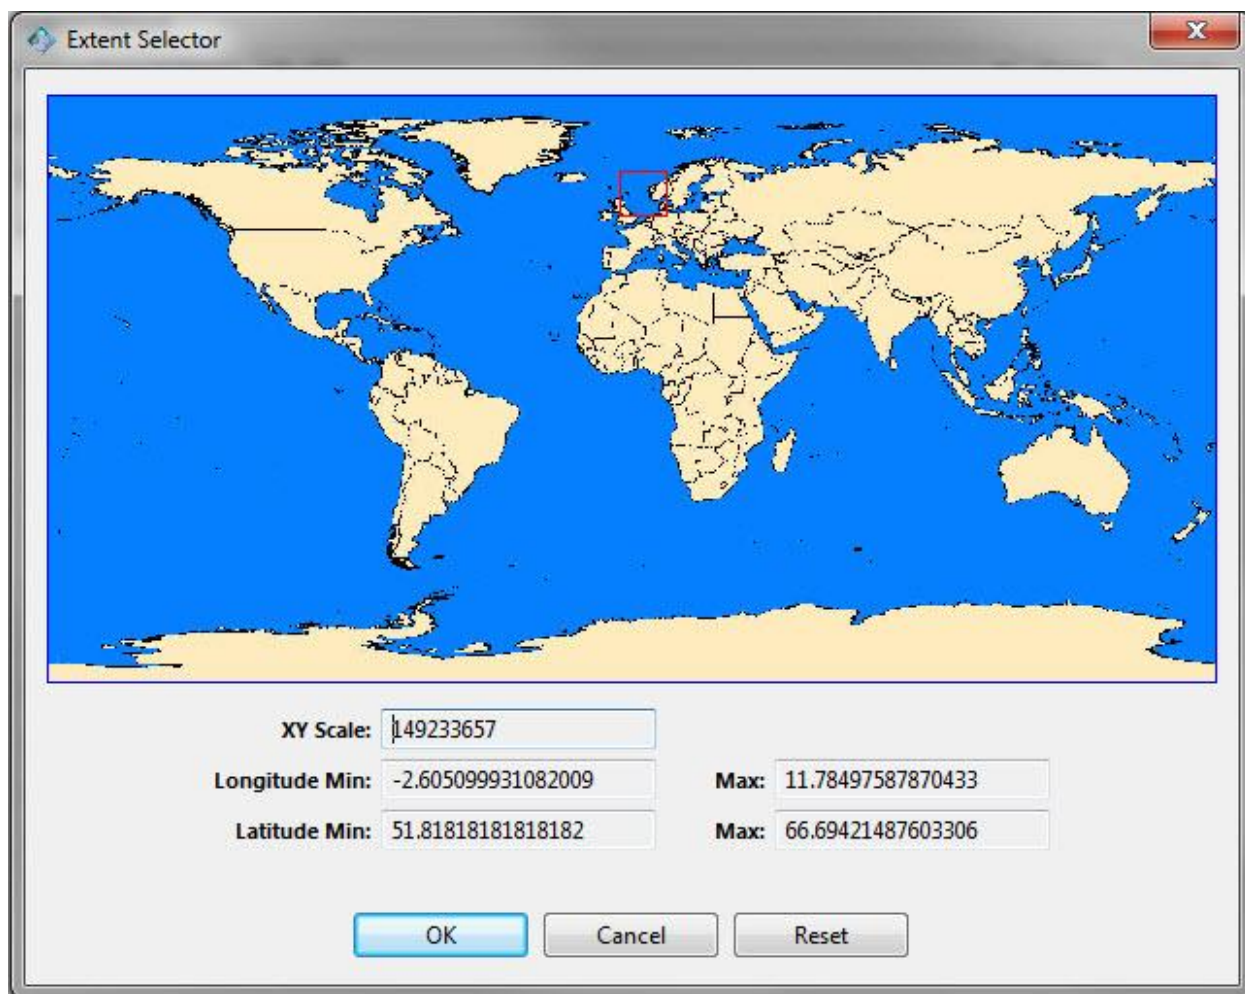 Extent Selector
XY Scale: 149233657
Longitude Min: -2.605099931082009 Max: 11.78497587870433
Latitude Min: 51.81818181818182 Max: 66.69421487603306
OK Cancel Reset